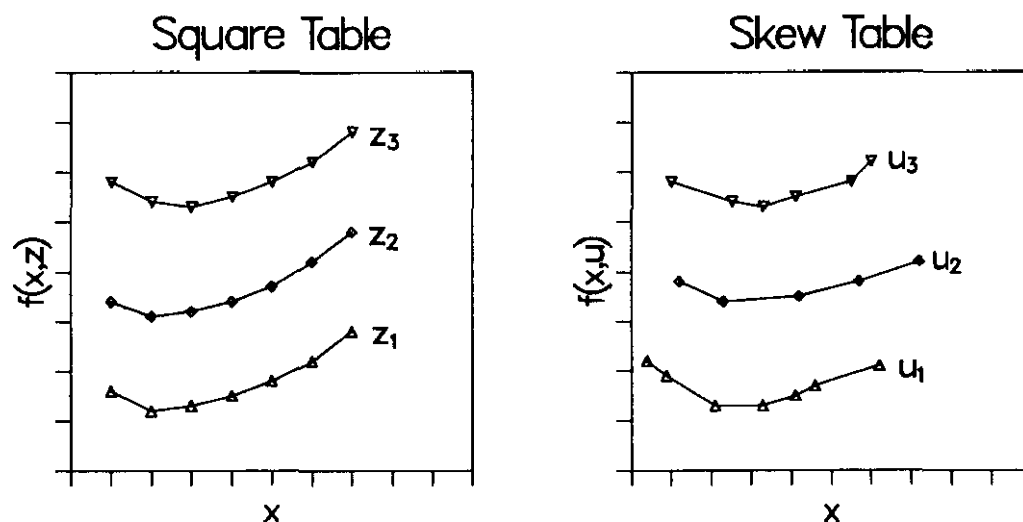 Square Table
f(x,z)
z₃
z₂
z₁
x
Skew Table
f(x,u)
u₃
u₂
u₁
x